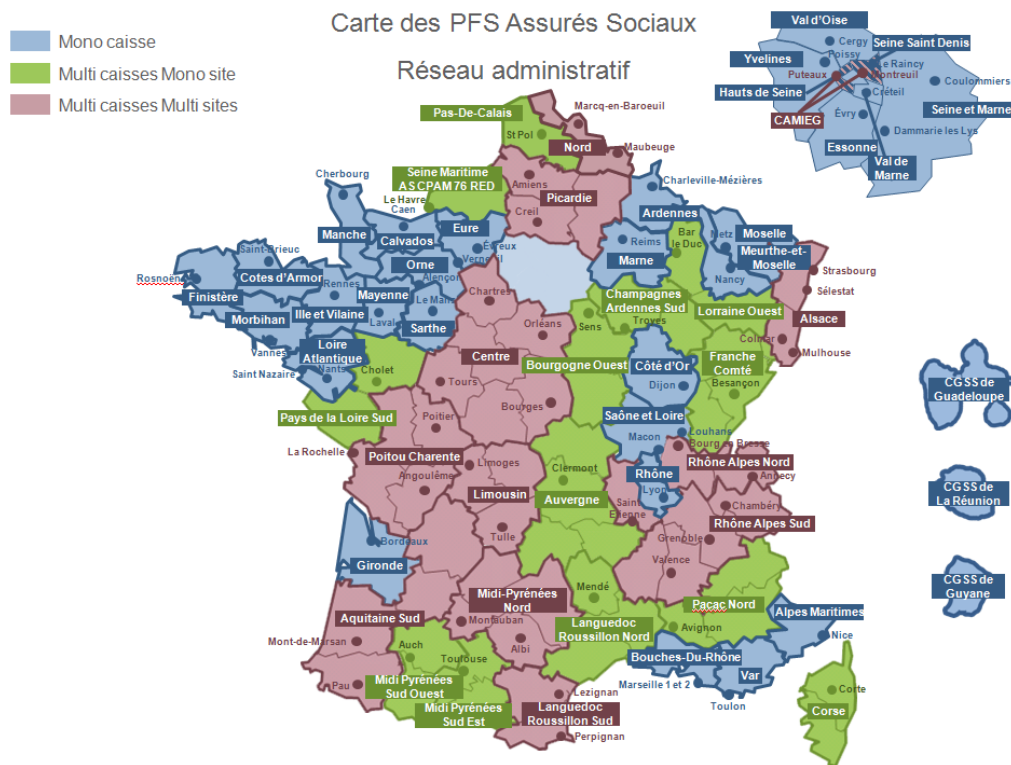 Carte des PFS Assurés Sociaux
Réseau administratif
Mono caisse
Multi caisses Mono site
Multi caisses Multi sites
Val d'Oise
Cergy
Poissy
Seine Saint Denis
Yvelines
Le Raincy
Puteaux
Montreuil
Coulommiers
Hauts de Seine
Créteil
Seine et Marne
CAMIEG
Évry
Dammarie les Lys
Essonne
Val de
Marne
Marcq-en-Baroeuil
Pas-De-Calais
St Pol
Nord
Maubeuge
Seine Maritime
AS CPAM 76 RED
Amiens
Picardie
Creil
Charleville-Mézières
Ardennes
Cherbourg
Le Havre
Caen
Manche
Calvados
Eure
Évreux
Verneuil
Orne
Alençon
Reims
Marne
Bar
le Duc
Metz
Moselle
Meurthe-et-
Moselle
Nancy
Strasbourg
Sélestat
Alsace
Colmar
Mulhouse
Saint-Brieuc
Rosnoën
Cotes d'Armor
Finistère
Rennes
Mayenne
Le Mans
Morbihan
Ille et Vilaine
Laval
Sarthe
Chartres
Orléans
Champagnes
Ardennes Sud
Sens
Troyes
Lorraine Ouest
Vannes
Loire
Atlantique
Saint Nazaire
Nants
Cholet
Centre
Tours
Bourges
Bourgogne Ouest
Côté d'Or
Dijon
Franche
Comté
Besançon
Pays de la Loire Sud
Poitier
Saône et Loire
Louhans
Macon
Bourg en Bresse
La Rochelle
Poitou Charente
Limoges
Angoulême
Limousin
Tulle
Clermont
Auvergne
Rhône
Lyon
Saint
Etienne
Rhône Alpes Nord
Annecy
Chambéry
Rhône Alpes Sud
Grenoble
Valence
Bordeaux
Gironde
Midi-Pyrénées
Nord
Mendé
Pacac Nord
Alpes Maritimes
Aquitaine Sud
Montauban
Languedoc
Roussillon Nord
Avignon
Nice
Mont-de-Marsan
Auch
Albi
Bouches-Du-Rhône
Toulouse
Var
Pau
Midi Pyrénées
Sud Ouest
Marseille 1 et 2
Toulon
Midi Pyrénées
Sud Est
Lezignan
Languedoc
Roussillon Sud
Perpignan
Corte
Corse
CGSS de
Guadeloupe
CGSS de
La Réunion
CGSS de
Guyane